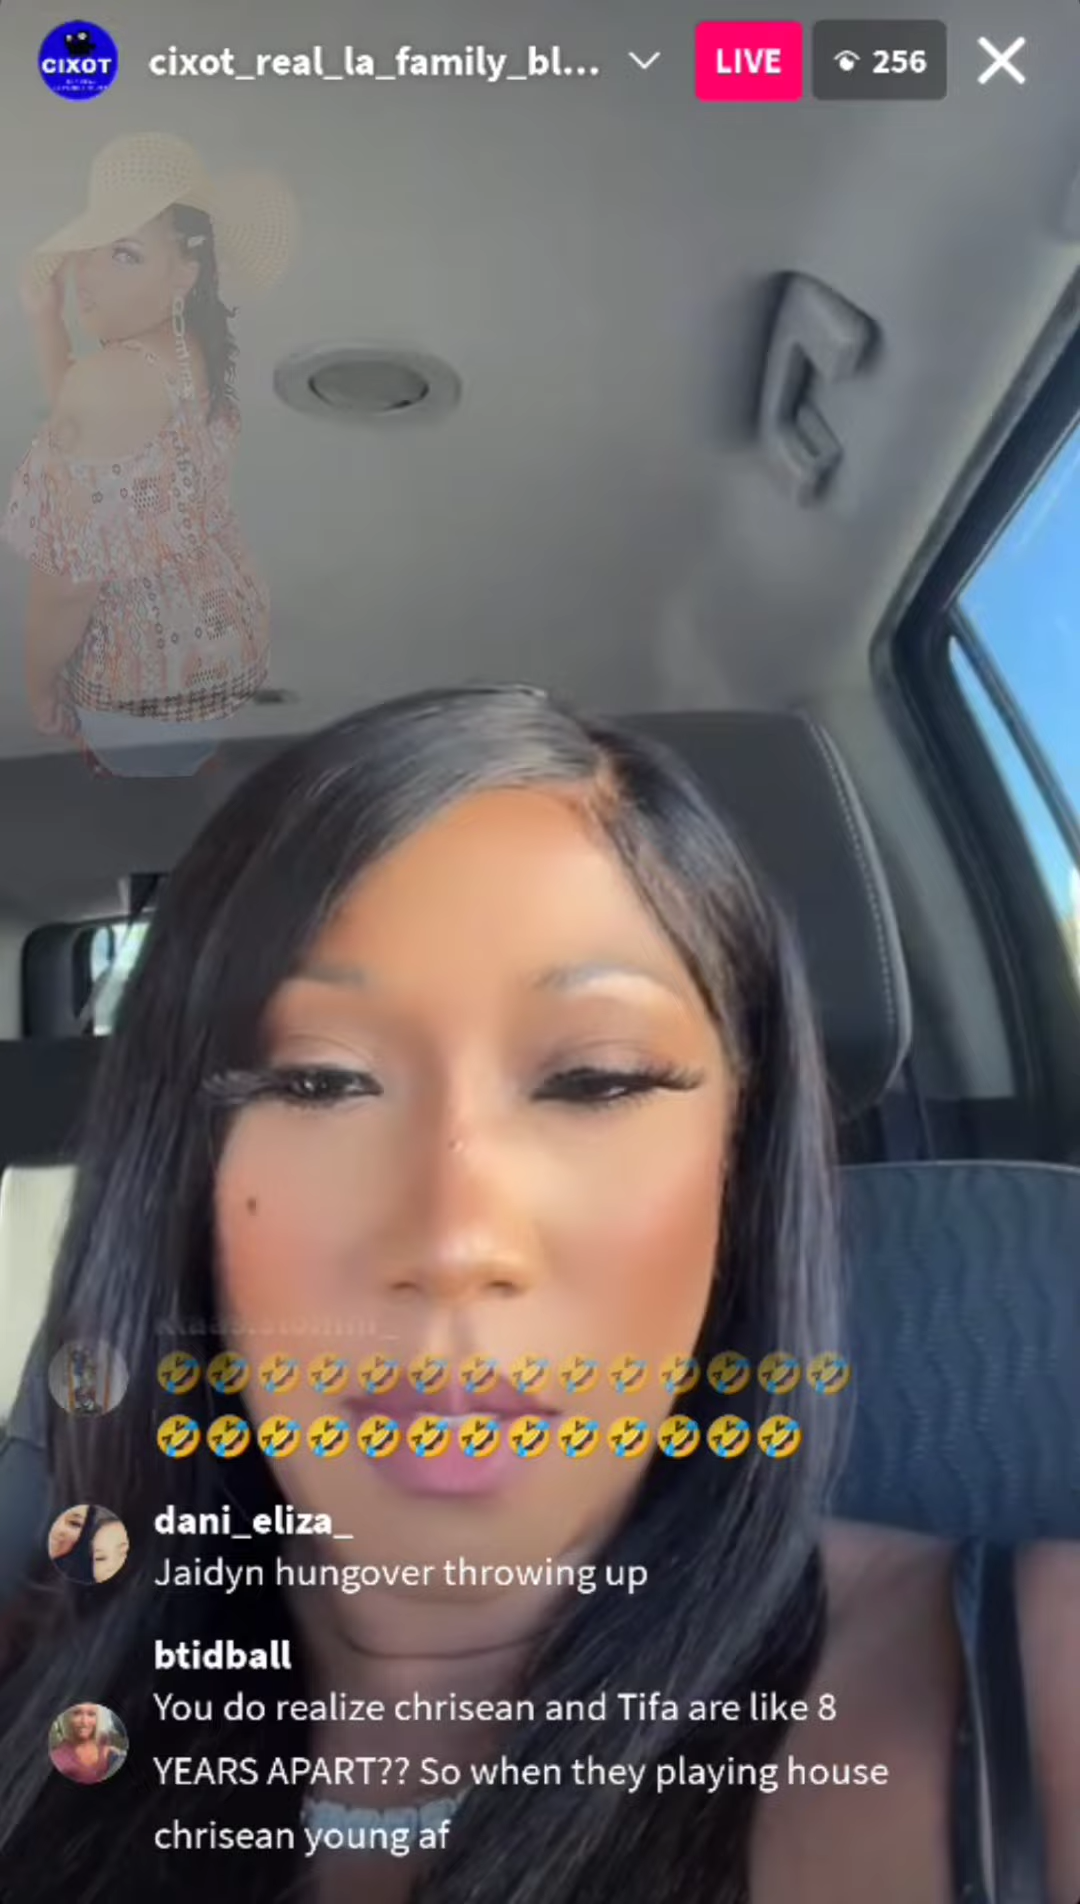 CIXOT
cixot_real_la_family_bl...
LIVE
256
🤣🤣🤣🤣🤣🤣🤣🤣🤣🤣🤣🤣🤣🤣
🤣🤣🤣🤣🤣🤣🤣🤣🤣🤣🤣🤣🤣
dani_eliza_
Jaidyn hungover throwing up
btidball
You do realize chrisean and Tifa are like 8
YEARS APART?? So when they playing house
chrisean young af